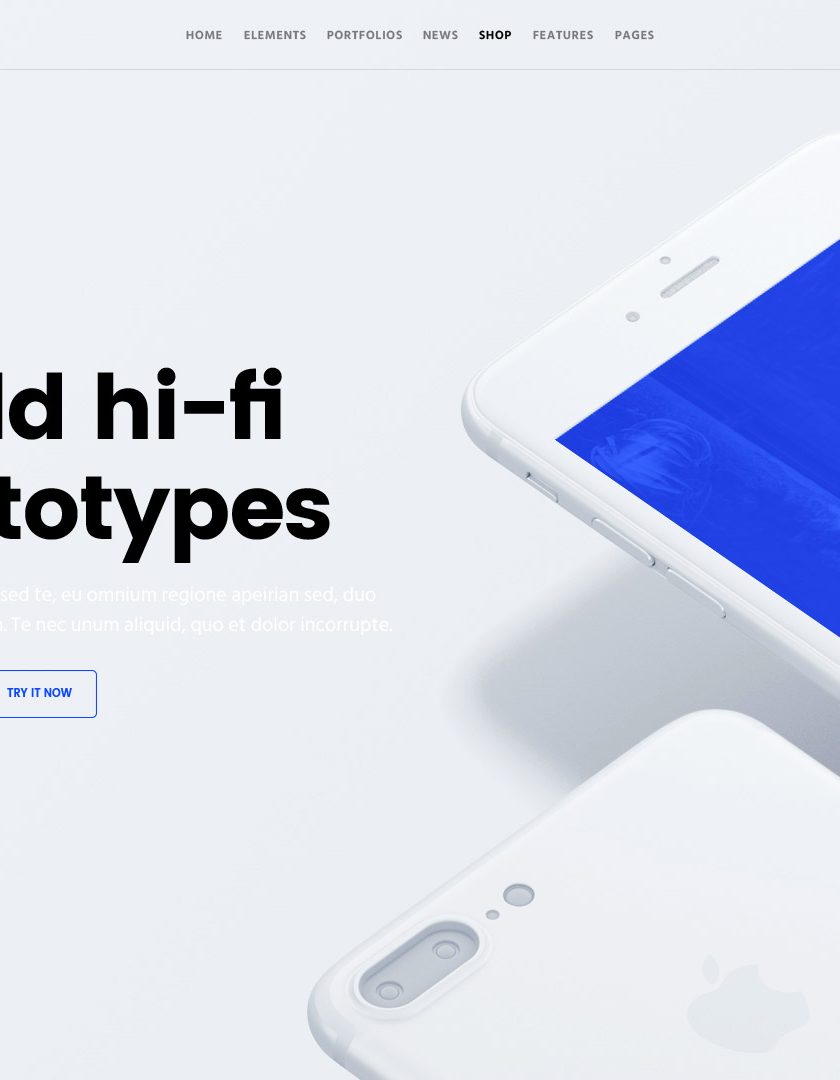 HOME ELEMENTS PORTFOLIOS NEWS SHOP FEATURES PAGES
ld hi-fi
totypes
sed te, eu omnium regione apeirian sed, duo
. Te nec unum aliquid, quo et dolor incorrupte.
TRY IT NOW